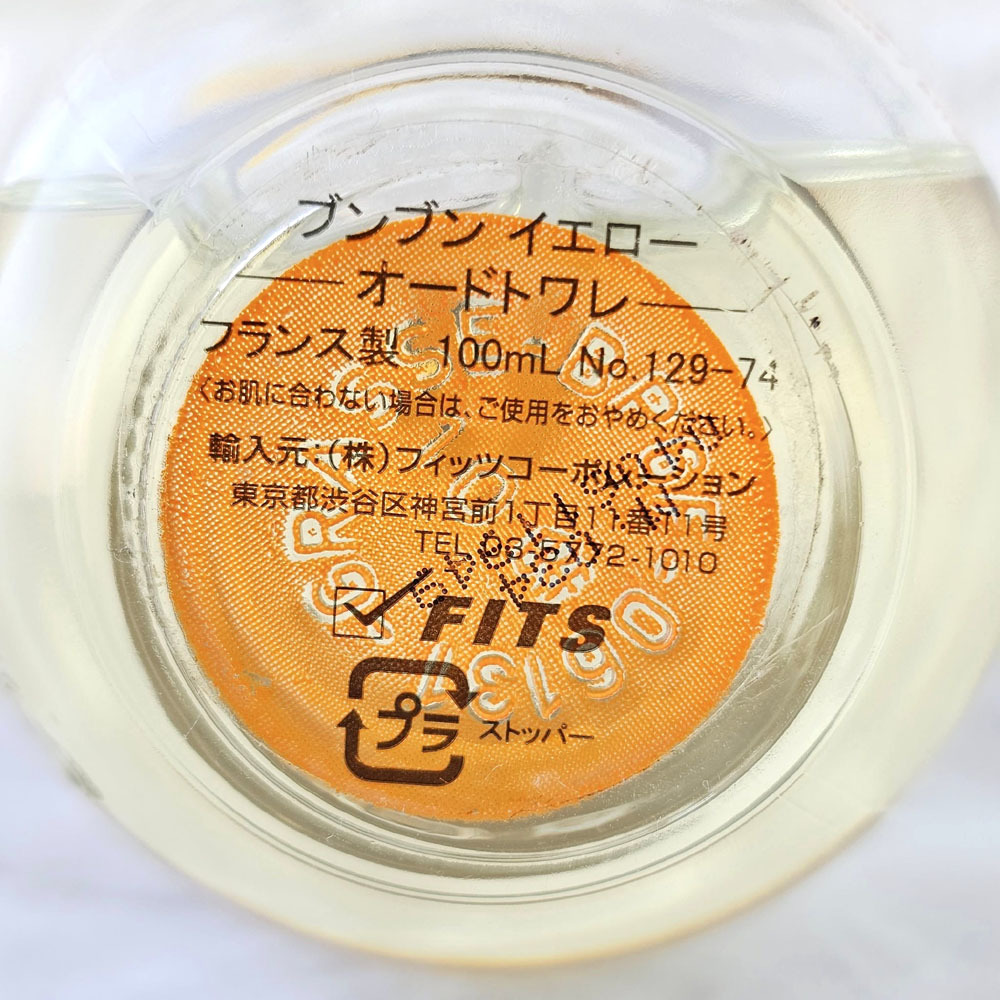 ブンブン イエロー
オードトワレ
フランス製 100mL No.129-74
〈お肌に合わない場合は、ご使用をおやめください。〉
輸入元:(株)フィッツコーポレーション
東京都渋谷区神宮前1丁目11番11号
TEL 03-5772-1010
FITS
プラ ストッパー